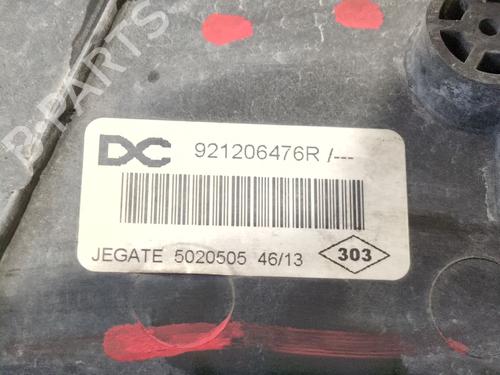 B-PARTS
DC 921206476R /---
JEGATE 5020505 46/13 303